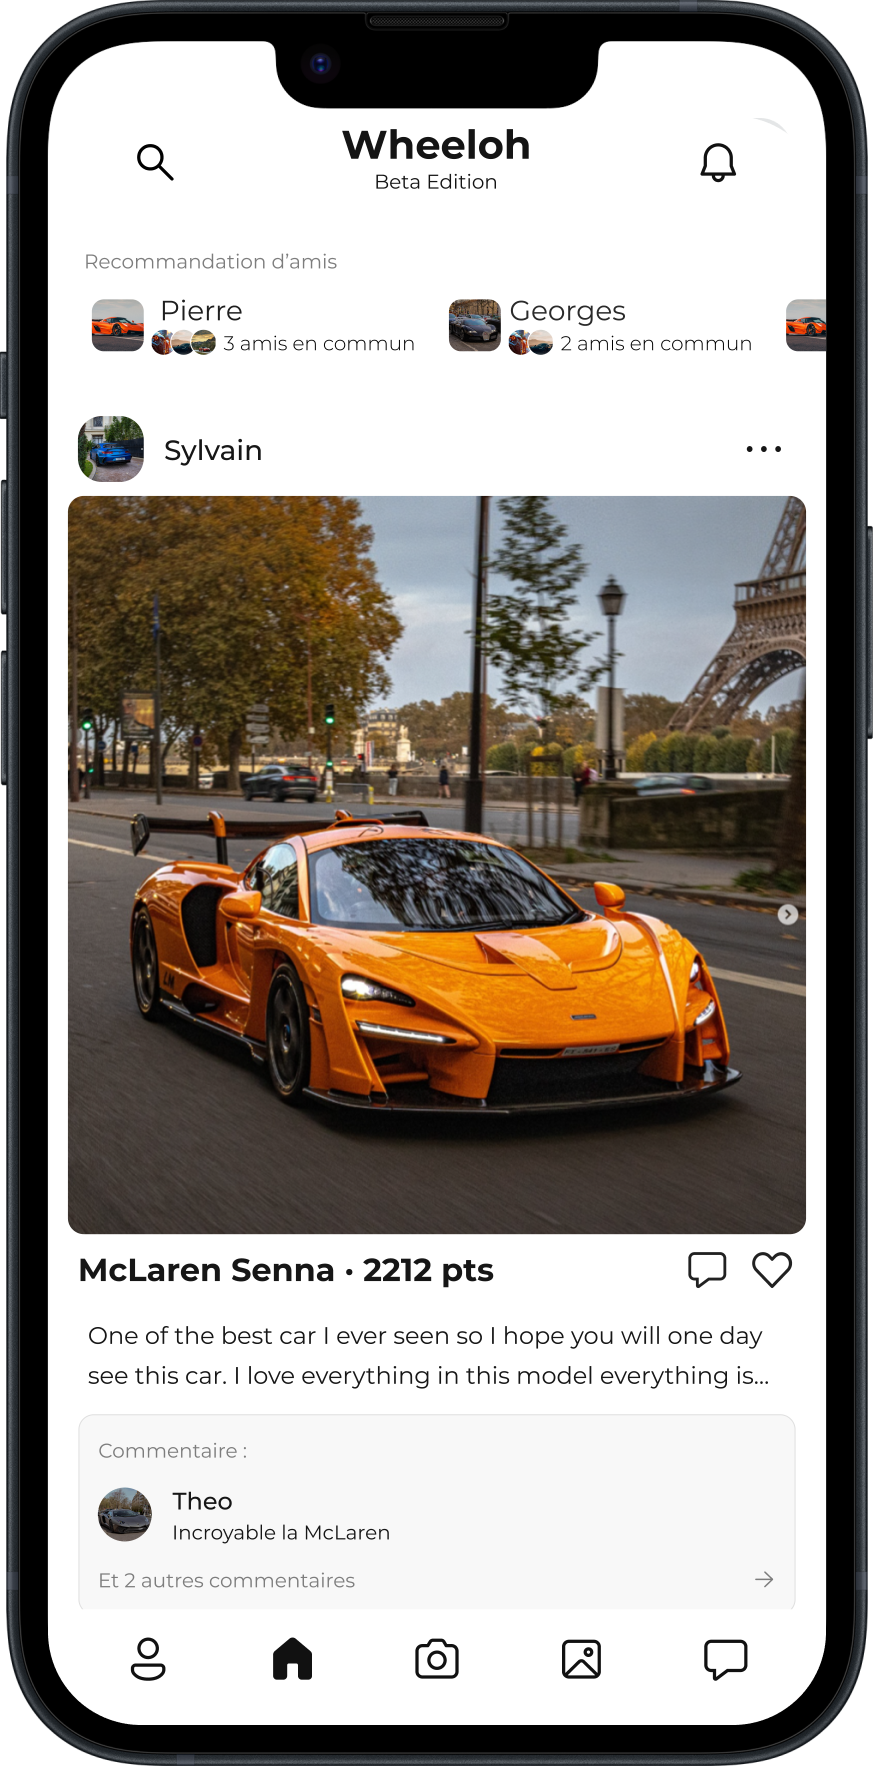 Wheeloh
Beta Edition
Recommandation d’amis
Pierre
3 amis en commun
Georges
2 amis en commun
Sylvain
LM
McLaren Senna · 2212 pts
One of the best car I ever seen so I hope you will one day
see this car. I love everything in this model everything is...
Commentaire :
Theo
Incroyable la McLaren
Et 2 autres commentaires